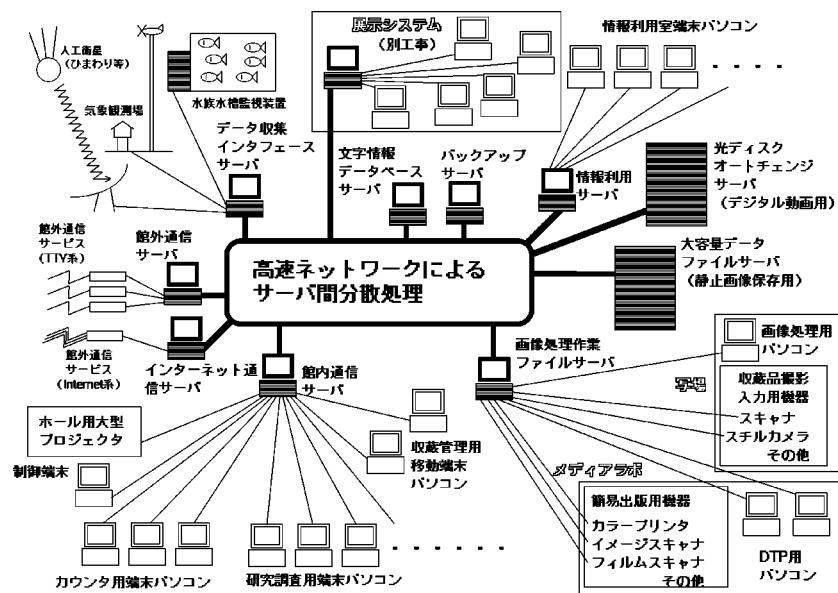 人工衛星
（ひまわり等）
気象観測場
水族水槽監視装置
データ収集
インタフェース
サーバ
展示システム
（別工事）
情報利用室端末パソコン
文字情報
データベース
サーバ
バックアップ
サーバ
情報利用
サーバ
光ディスク
オートチェンジ
サーバ
（デジタル動画用）
館外通信
サービス
（TTY系）
館外通信
サーバ
高速ネットワークによる
サーバ間分散処理
大容量データ
ファイルサーバ
（静止画像保存用）
館外通信
サービス
（Internet系）
インターネット通
信サーバ
館内通信
サーバ
画像処理作業
ファイルサーバ
画像処理用
パソコン
写場
収蔵品撮影
入力用機器
スキャナ
スチルカメラ
その他
ホール用大型
プロジェクタ
制御端末
収蔵管理用
移動端末
パソコン
メディアラボ
簡易出版用機器
カラープリンタ
イメージスキャナ
フィルムスキャナ
その他
DTP用
パソコン
カウンタ用端末パソコン
研究調査用端末パソコン